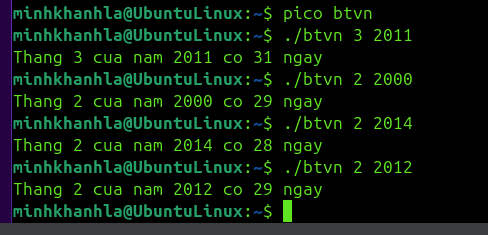 minhkhanhla@UbuntuLinux:~$ pico btvn
minhkhanhla@UbuntuLinux:~$ ./btvn 3 2011
Thang 3 cua nam 2011 co 31 ngay
minhkhanhla@UbuntuLinux:~$ ./btvn 2 2000
Thang 2 cua nam 2000 co 29 ngay
minhkhanhla@UbuntuLinux:~$ ./btvn 2 2014
Thang 2 cua nam 2014 co 28 ngay
minhkhanhla@UbuntuLinux:~$ ./btvn 2 2012
Thang 2 cua nam 2012 co 29 ngay
minhkhanhla@UbuntuLinux:~$